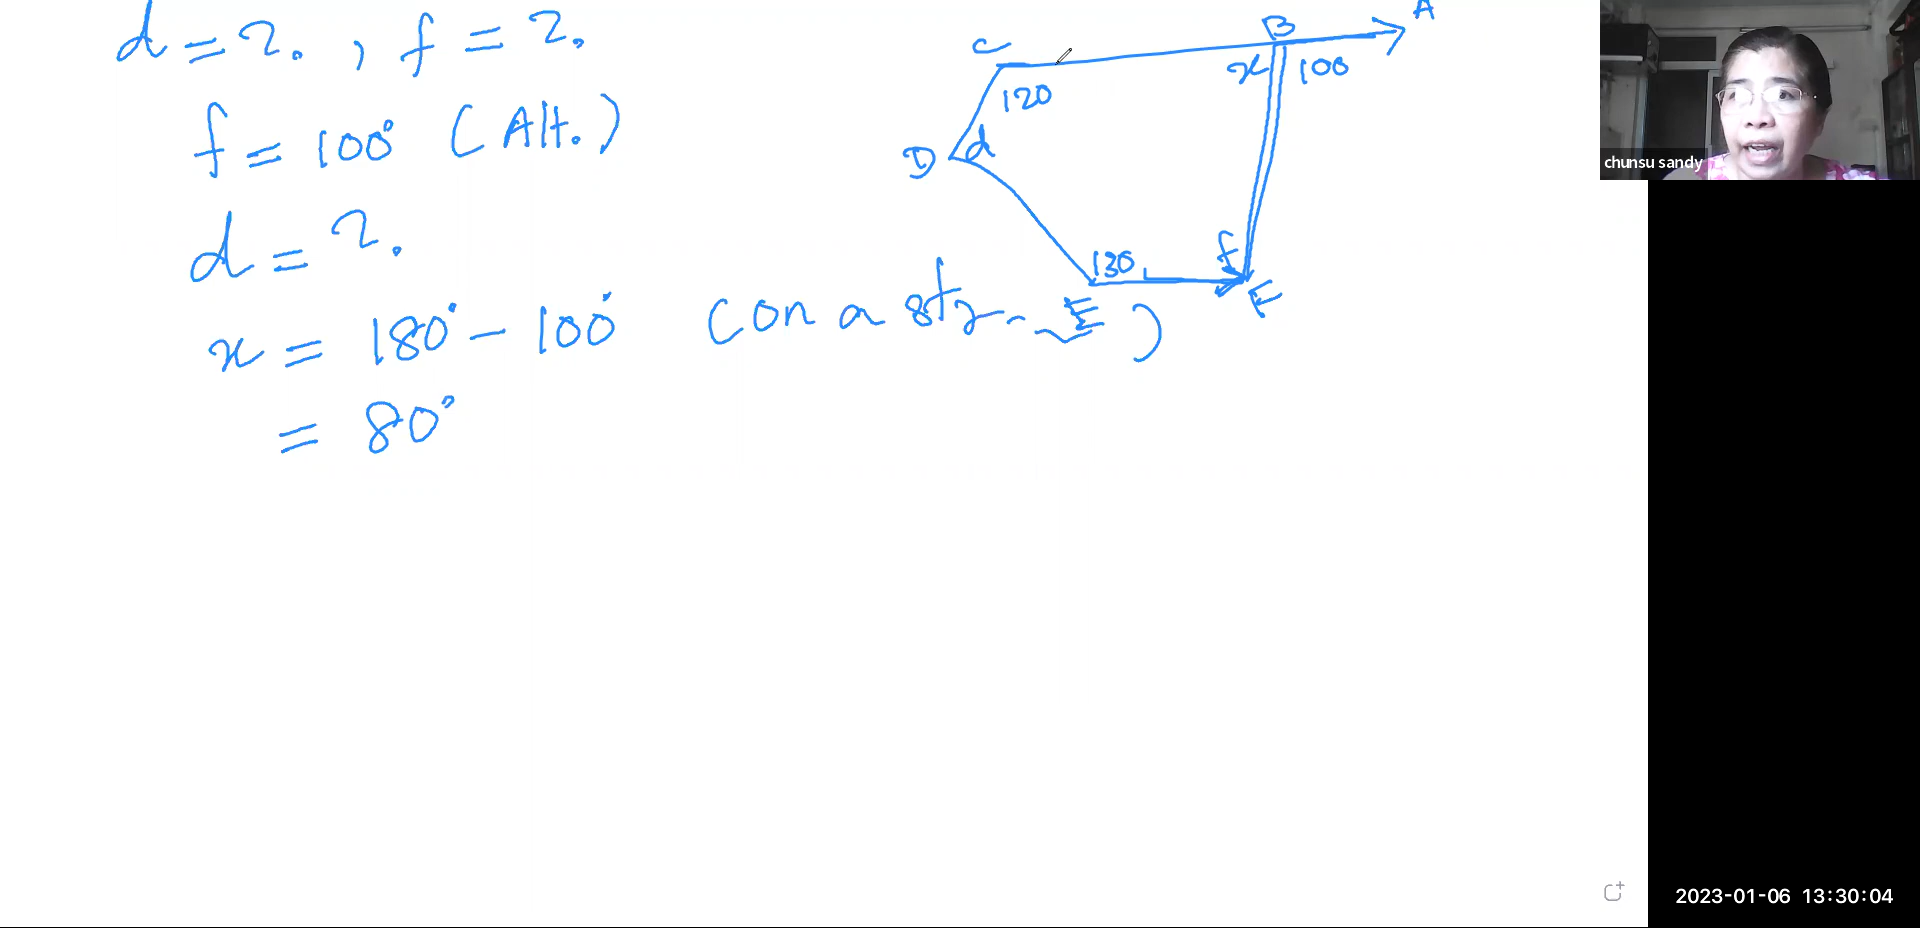 d = ?. , f = ?.
f = 100° (Alt.)
d = ?.
x = 180° - 100° (on a st
= 80°
A
B
C
x 100
120
D d
130 f
E F
chunsu sandy
2023-01-06 13:30:04